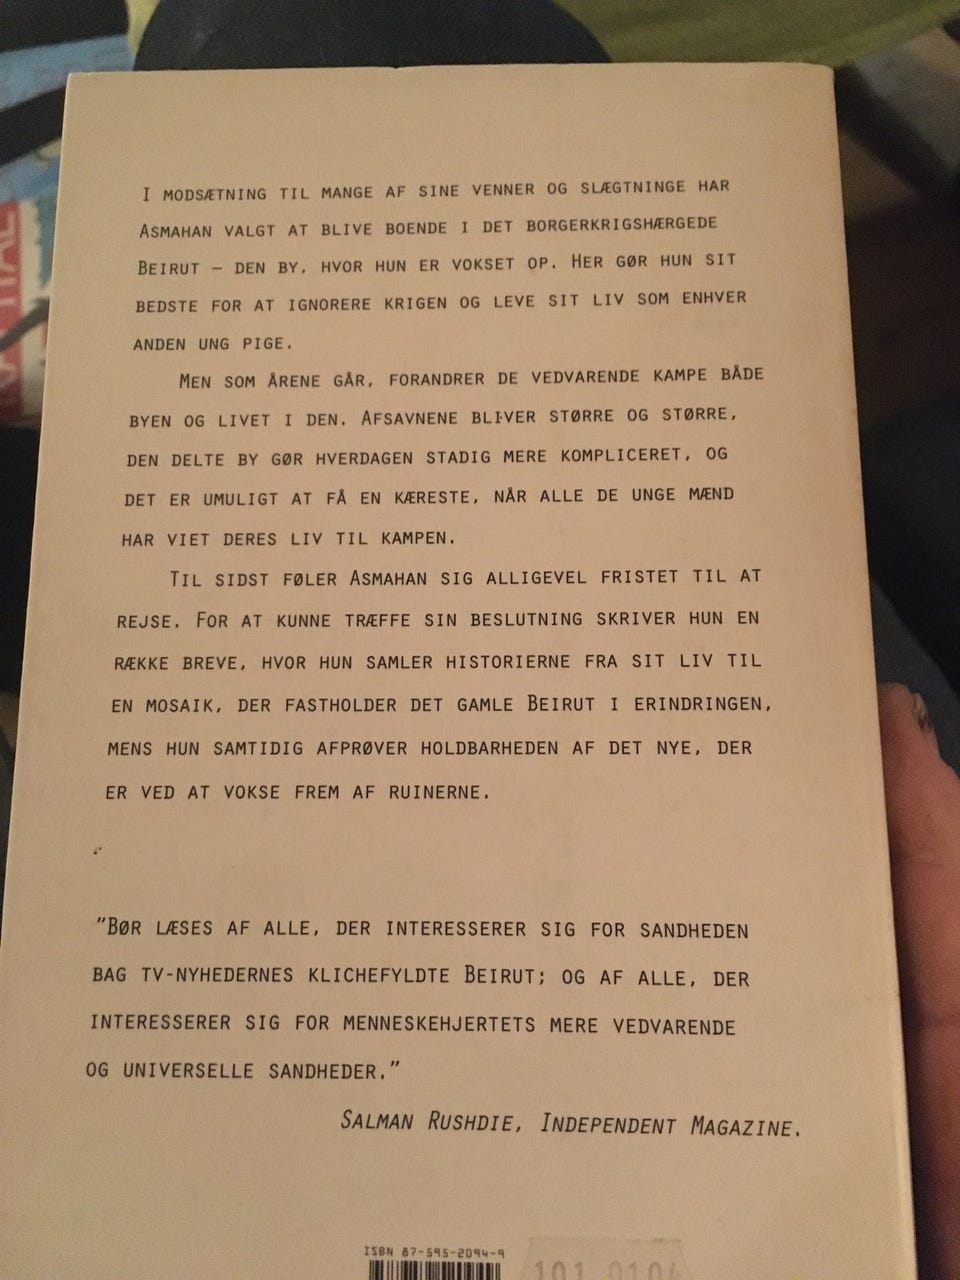 I MODSÆTNING TIL MANGE AF SINE VENNER OG SLÆGTNINGE HAR
ASMAHAN VALGT AT BLIVE BOENDE I DET BORGERKRIGSHÆRGEDE
BEIRUT – DEN BY, HVOR HUN ER VOKSET OP. HER GØR HUN SIT
BEDSTE FOR AT IGNORERE KRIGEN OG LEVE SIT LIV SOM ENHVER
ANDEN UNG PIGE.
MEN SOM ÅRENE GÅR, FORANDRER DE VEDVARENDE KAMPE BÅDE
BYEN OG LIVET I DEN. AFSAVNENE BLIVER STØRRE OG STØRRE,
DEN DELTE BY GØR HVERDAGEN STADIG MERE KOMPLICERET, OG
DET ER UMULIGT AT FÅ EN KÆRESTE, NÅR ALLE DE UNGE MÆND
HAR VIET DERES LIV TIL KAMPEN.
TIL SIDST FØLER ASMAHAN SIG ALLIGEVEL FRISTET TIL AT
REJSE. FOR AT KUNNE TRÆFFE SIN BESLUTNING SKRIVER HUN EN
RÆKKE BREVE, HVOR HUN SAMLER HISTORIERNE FRA SIT LIV TIL
EN MOSAIK, DER FASTHOLDER DET GAMLE BEIRUT I ERINDRINGEN,
MENS HUN SAMTIDIG AFPRØVER HOLDBARHEDEN AF DET NYE, DER
ER VED AT VOKSE FREM AF RUINERNE.
"BØR LÆSES AF ALLE, DER INTERESSERER SIG FOR SANDHEDEN
BAG TV-NYHEDERNES KLICHEFYLDTE BEIRUT; OG AF ALLE, DER
INTERESSERER SIG FOR MENNESKEHJERTETS MERE VEDVARENDE
OG UNIVERSELLE SANDHEDER."
SALMAN RUSHDIE, INDEPENDENT MAGAZINE.
ISBN 87-595-2094-9
101 0104